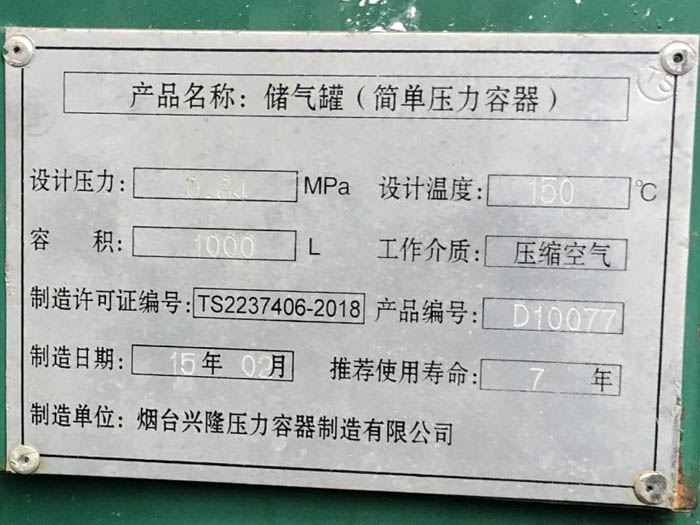 产品名称：储气罐（简单压力容器）
设计压力： 0.84 MPa 设计温度： 150 ℃
容 积： 1000 L 工作介质： 压缩空气
制造许可证编号： TS2237406-2018 产品编号： D10077
制造日期： 15 年 02 月 推荐使用寿命： 7 年
制造单位：烟台兴隆压力容器制造有限公司